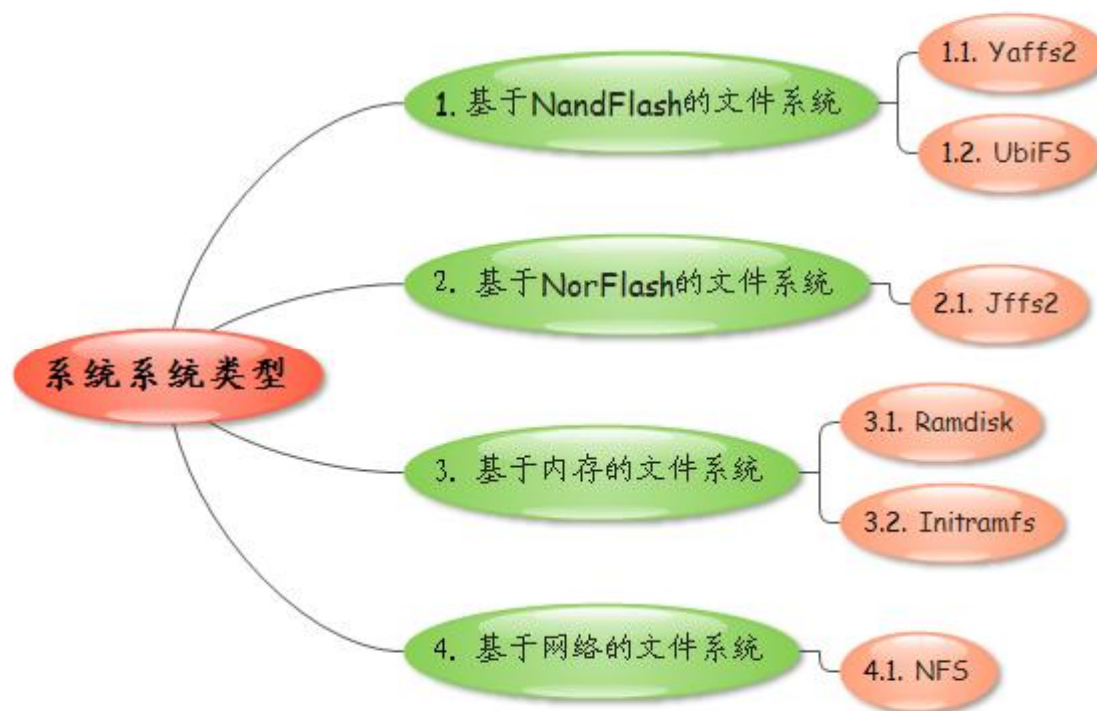 系统系统类型
1. 基于NandFlash的文件系统
1.1. Yaffs2
1.2. UbiFS
2. 基于NorFlash的文件系统
2.1. Jffs2
3. 基于内存的文件系统
3.1. Ramdisk
3.2. Initramfs
4. 基于网络的文件系统
4.1. NFS